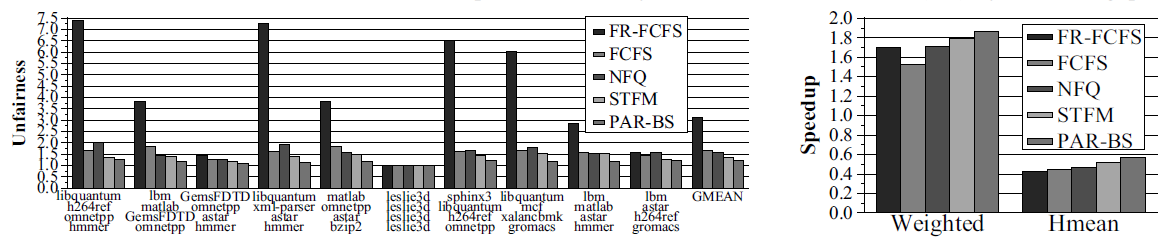 Unfairness
7.5
7.0
6.5
6.0
5.5
5.0
4.5
4.0
3.5
3.0
2.5
2.0
1.5
1.0
0.5
0.0
FR-FCFS
FCFS
NFQ
STFM
PAR-BS
libquantum
h264ref
omnetpp
hmmer
lbm
matlab
GemsFDTD
omnetpp
GemsFDTD
omnetpp
astar
hmmer
libquantum
xml-parser
astar
hmmer
matlab
omnetpp
astar
bzip2
leslie3d
leslie3d
leslie3d
leslie3d
sphinx3
libquantum
h264ref
omnetpp
libquantum
mcf
xalancbmk
gromacs
lbm
matlab
astar
hmmer
lbm
astar
h264ref
gromacs
GMEAN
Speedup
2.0
1.8
1.6
1.4
1.2
1.0
0.8
0.6
0.4
0.2
0.0
FR-FCFS
FCFS
NFQ
STFM
PAR-BS
Weighted
Hmean